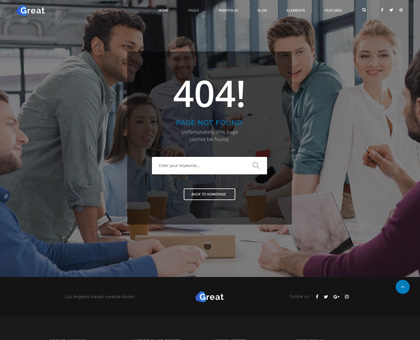 Great
HOME PAGES PORTFOLIO BLOG ELEMENTS FEATURES
404!
PAGE NOT FOUND
Unfortunately, this page
cannot be found.
Enter your keywords...
BACK TO HOMEPAGE
Los Angeles-based creative studio
Great
Follow us